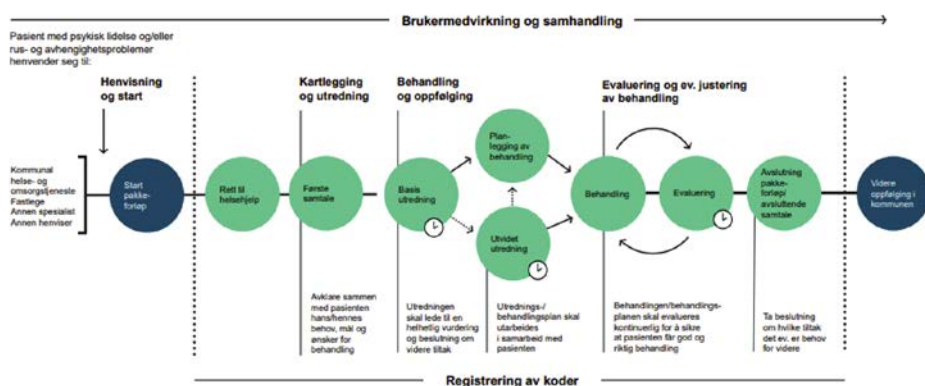 Brukermedvirkning og samhandling
Pasient med psykisk lidelse og/eller
rus- og avhengighetsproblemer
henvender seg til:
Henvisning
og start
Kartlegging
og utredning
Behandling
og oppfølging
Evaluering og ev. justering
av behandling
Kommunal
helse- og
omsorgstjeneste
Fastlege
Annen spesialist
Annen henviser
Start
pakke-
forløp
Rett til
helsehjelp
Første
samtale
Basis
utredning
Plan-
legging av
behandling
Utvidet
utredning
Behandling
Evaluering
Avslutning
pakke-
forløp/
avsluttende
samtale
Videre
oppfølging i
kommunen
Avklare sammen
med pasienten
hans/hennes
behov, mål og
ønsker for
behandling
Utredningen
skal lede til en
helhetlig vurdering
og beslutning om
videre tiltak
Utrednings-/
behandlingsplan skal
utarbeides
i samarbeid med
pasienten
Behandlingen/behandlings-
planen skal evalueres
kontinuerlig for å sikre
at pasienten får god og
riktig behandling
Ta beslutning
om hvilke tiltak
det ev. er behov
for videre
Registrering av koder